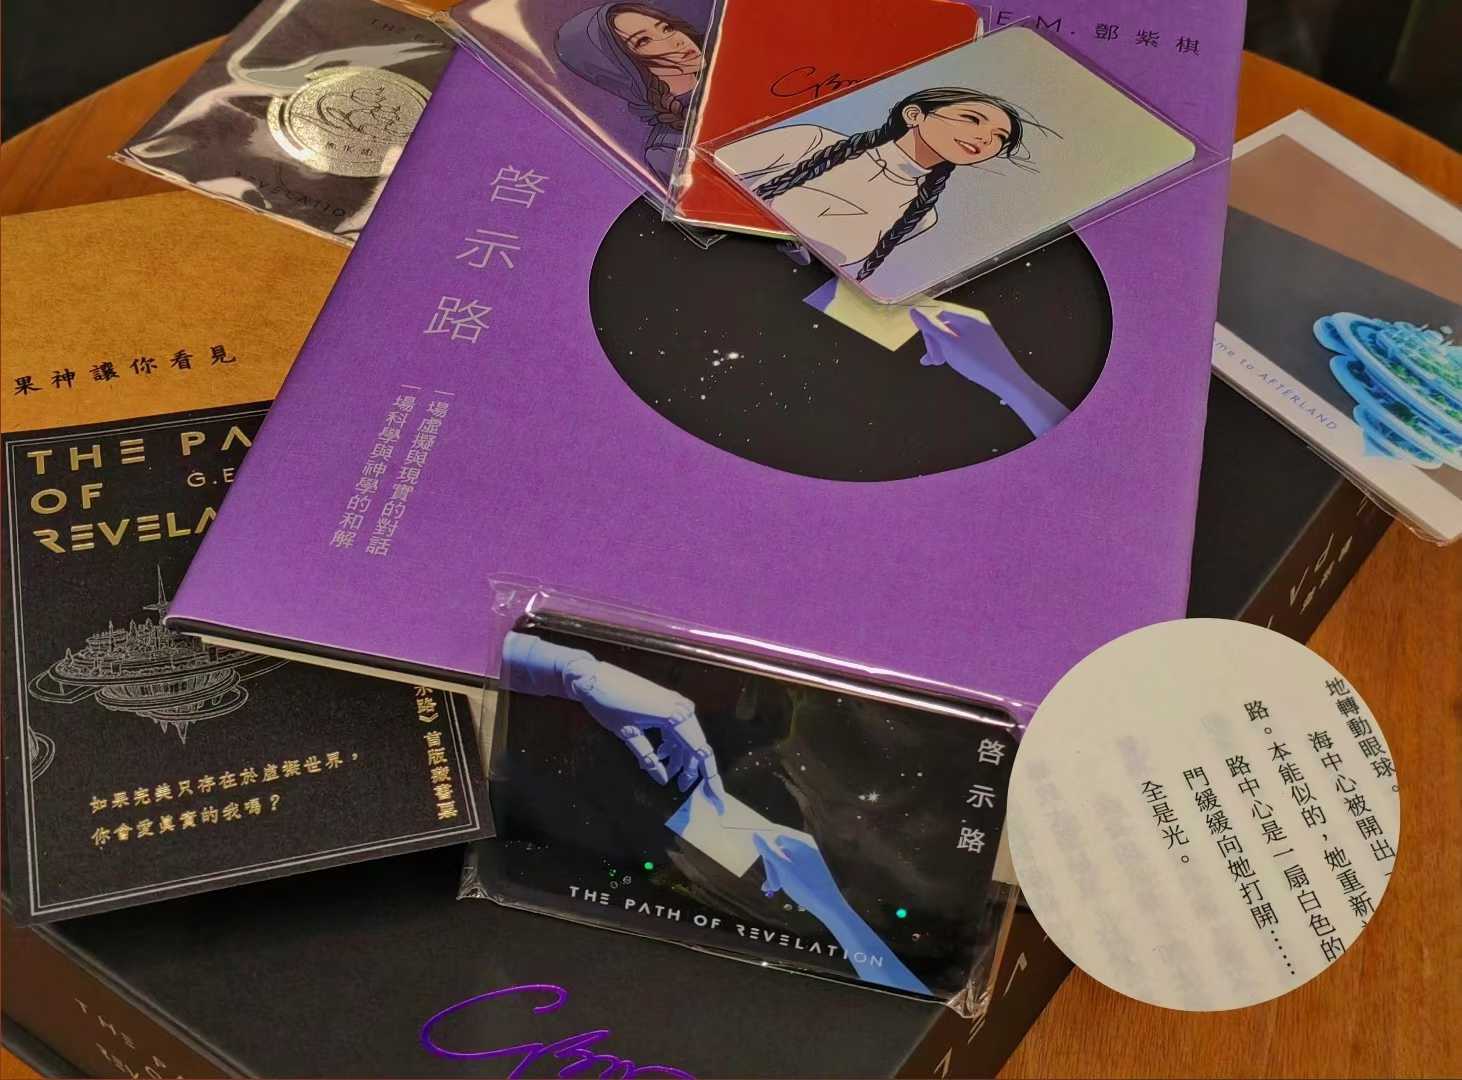 E.M.鄧紫棋
啓示路
一場虛擬與現實的對話
一場科學與神學的和解
果神讓你看見
THE PA
OF
REVELA
G.E
示路》首版藏書票
如果完美只存在於虛擬世界，
你會愛真實的我嗎？
啓示路
THE PATH OF REVELATION
me to AFTERLAND
地轉動眼球。
海中心被開出
路。本能似的，她重新
路中心是一扇白色的
門緩緩向她打開……
全是光。
THE P
REV